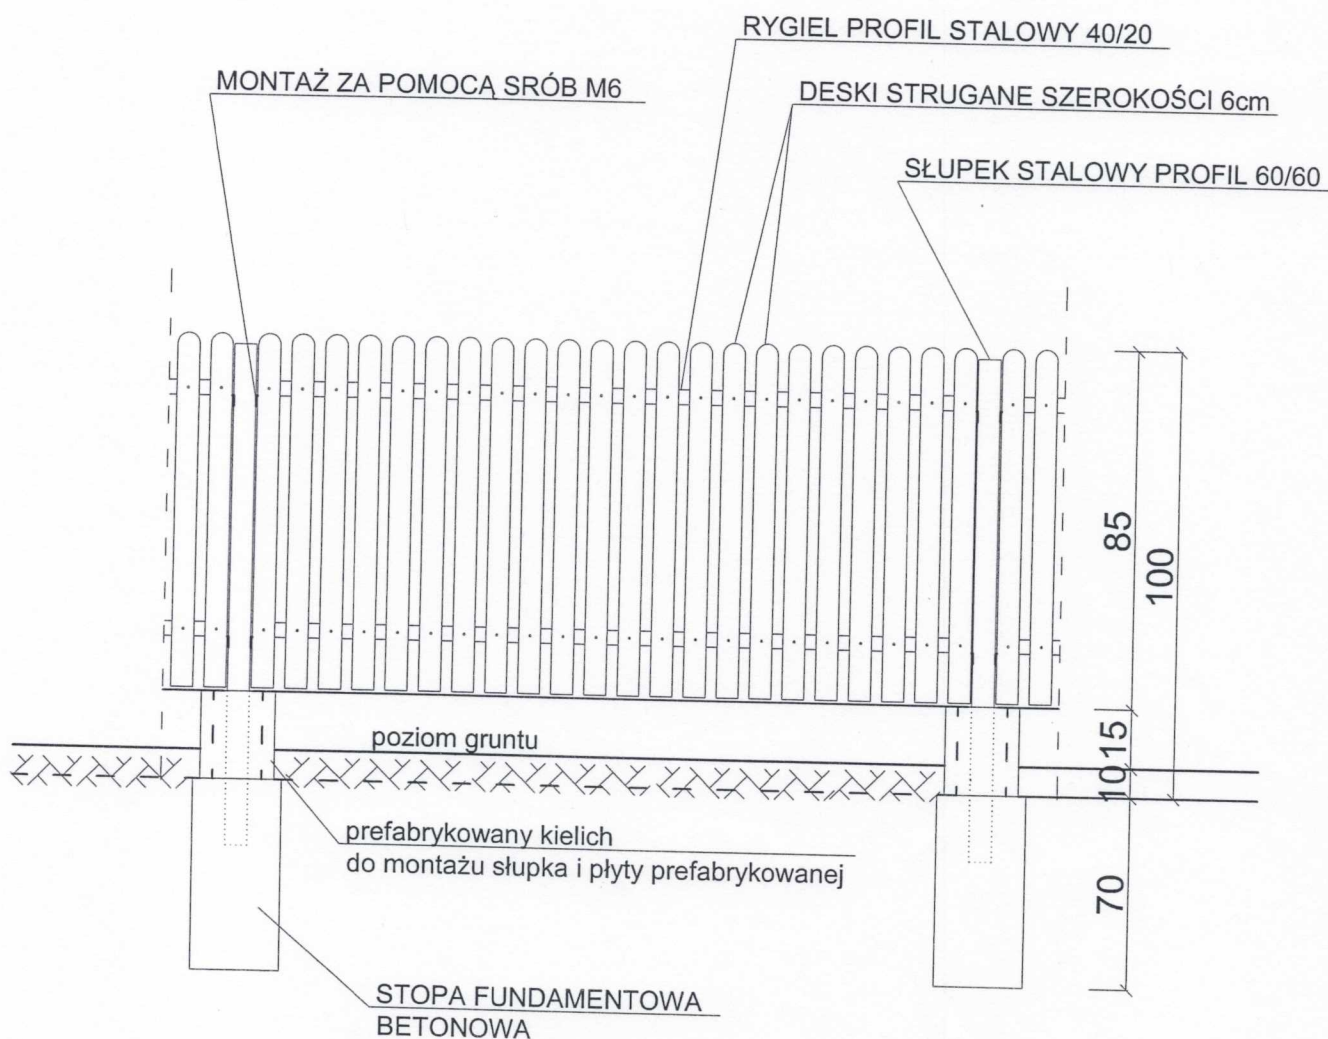 RYGIEL PROFIL STALOWY 40/20
MONTAŻ ZA POMOCĄ SRÓB M6
DESKI STRUGANE SZEROKOŚCI 6cm
SŁUPEK STALOWY PROFIL 60/60
85
100
poziom gruntu
15
10
prefabrykowany kielich
do montażu słupka i płyty prefabrykowanej
70
STOPA FUNDAMENTOWA
BETONOWA